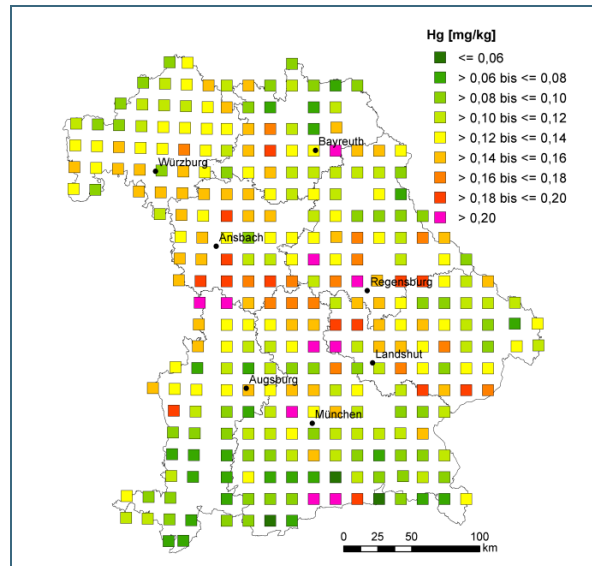 Hg [mg/kg]
<= 0,06
> 0,06 bis <= 0,08
> 0,08 bis <= 0,10
> 0,10 bis <= 0,12
> 0,12 bis <= 0,14
> 0,14 bis <= 0,16
> 0,16 bis <= 0,18
> 0,18 bis <= 0,20
> 0,20
Bayreuth
Würzburg
Ansbach
Regensburg
Landshut
Augsburg
München
0 25 50 100
km